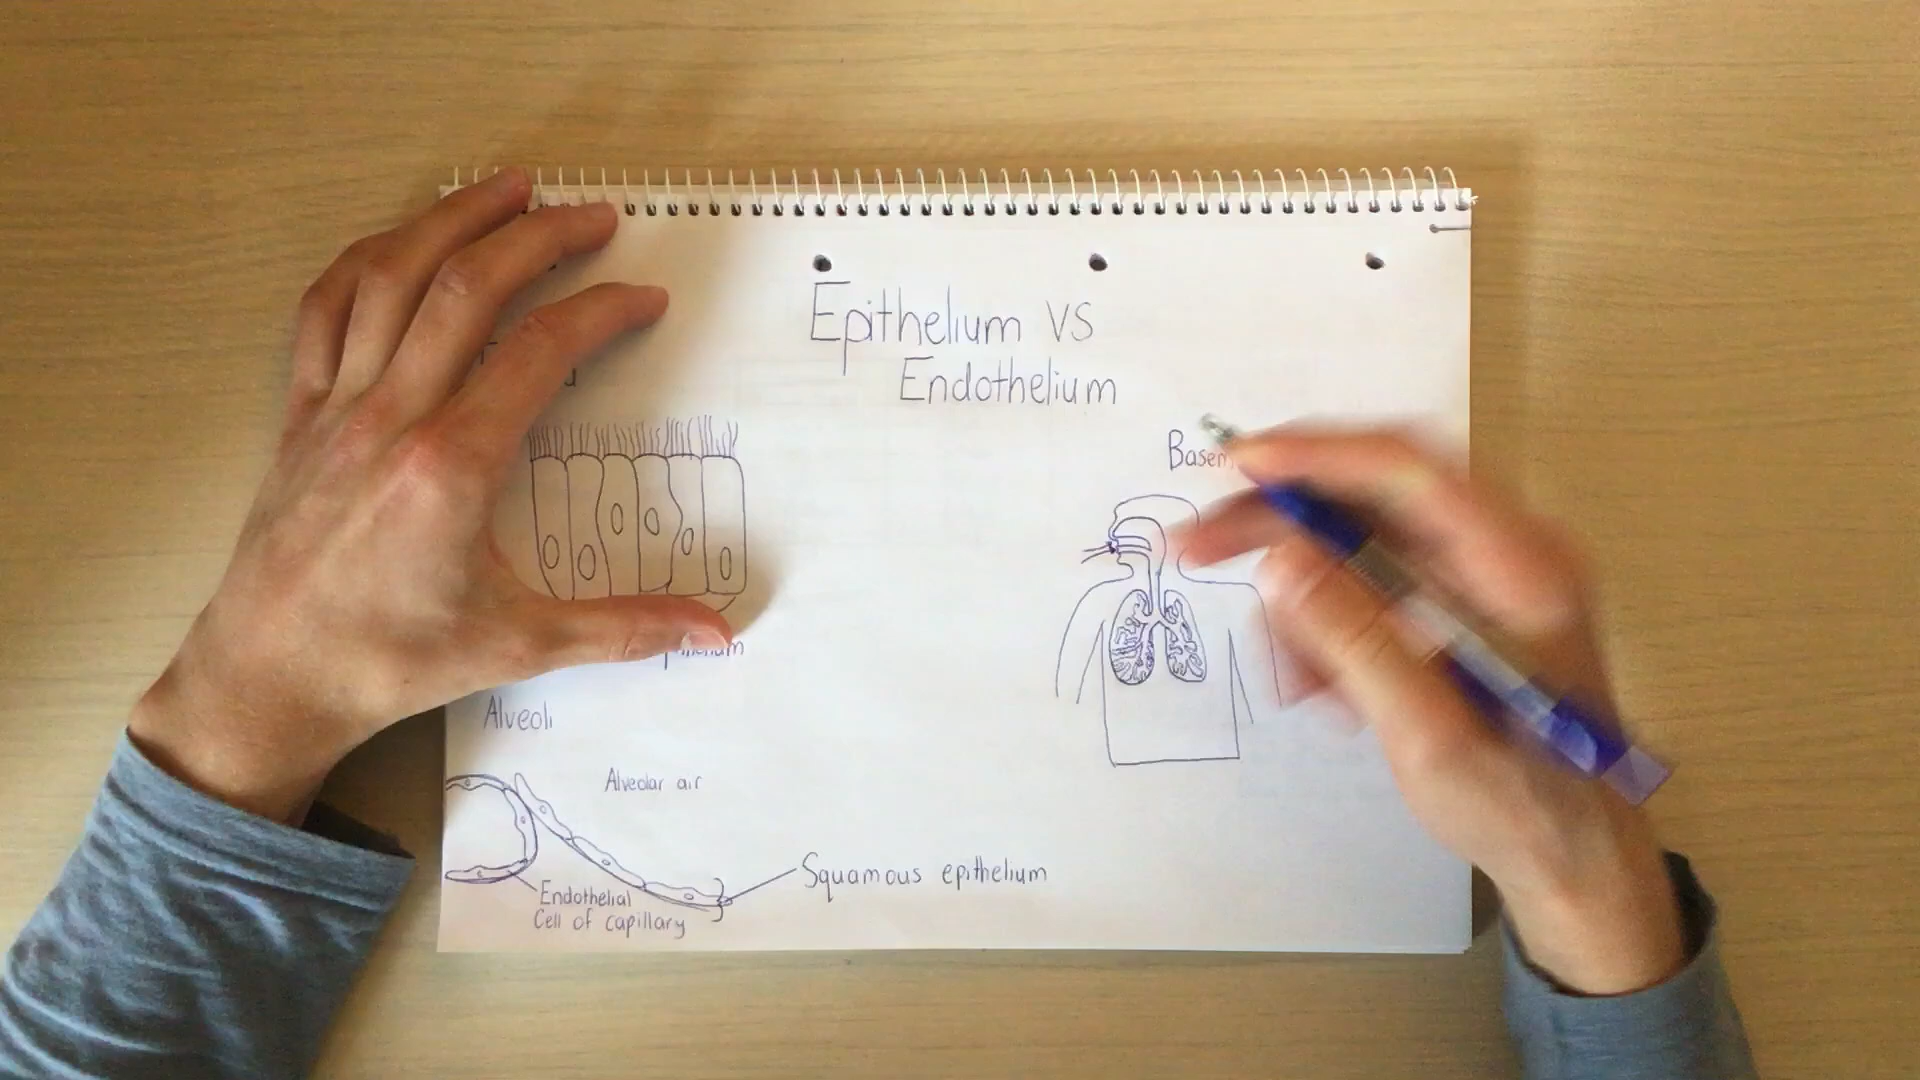 Epithelium VS
Endothelium
Alveoli
Alveolar air
Squamous epithelium
Endothelial
Cell of capillary